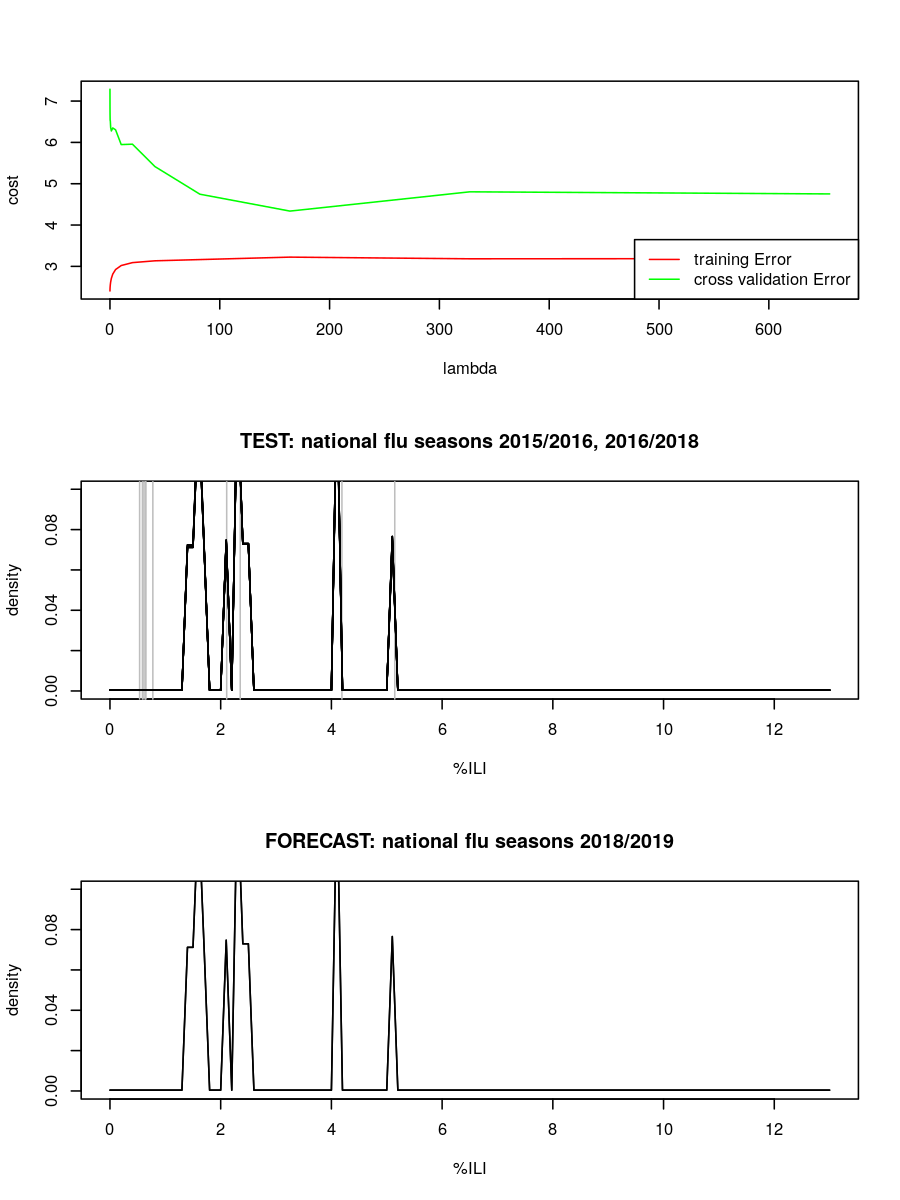 cost
7
6
5
4
3
training Error
cross validation Error
0 100 200 300 400 500 600
lambda
TEST: national flu seasons 2015/2016, 2016/2018
density
0.08
0.04
0.00
0 2 4 6 8 10 12
%ILI
FORECAST: national flu seasons 2018/2019
density
0.08
0.04
0.00
0 2 4 6 8 10 12
%ILI